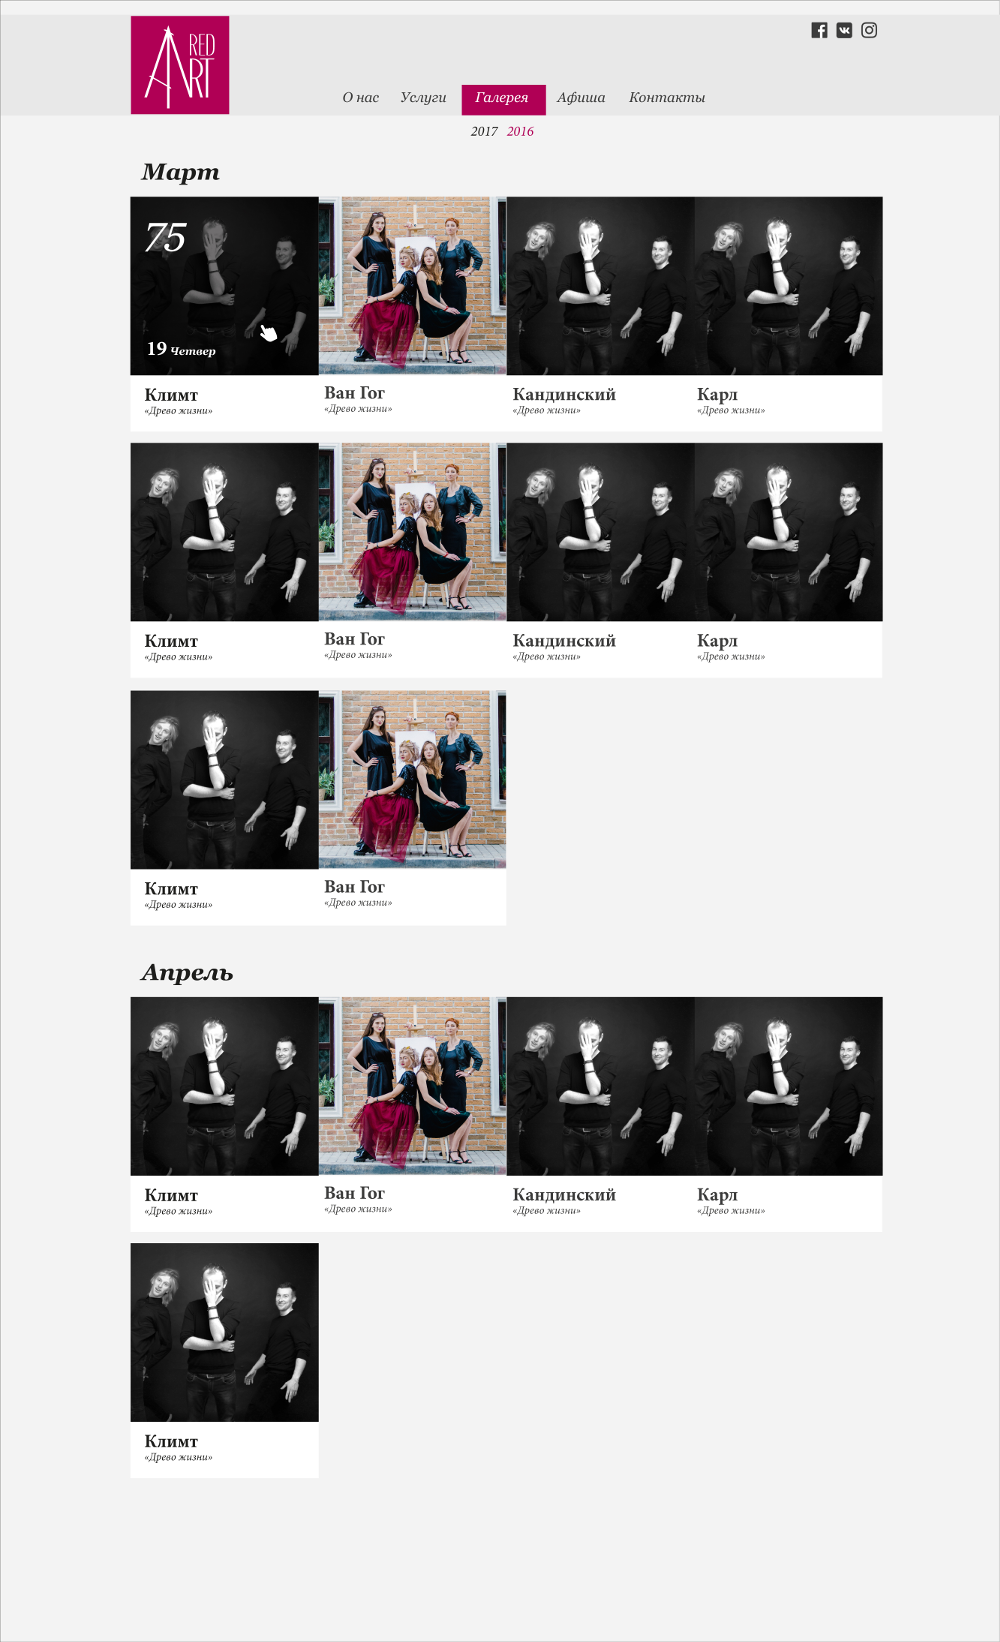 RED
ART
О нас Услуги Галерея Афиша Контакты
2017 2016
Март
75
19 Четвер
Климт Ван Гог Кандинский Карл
«Древо жизни» «Древо жизни» «Древо жизни» «Древо жизни»
Климт Ван Гог Кандинский Карл
«Древо жизни» «Древо жизни» «Древо жизни» «Древо жизни»
Климт Ван Гог
«Древо жизни» «Древо жизни»
Апрель
Климт Ван Гог Кандинский Карл
«Древо жизни» «Древо жизни» «Древо жизни» «Древо жизни»
Климт
«Древо жизни»